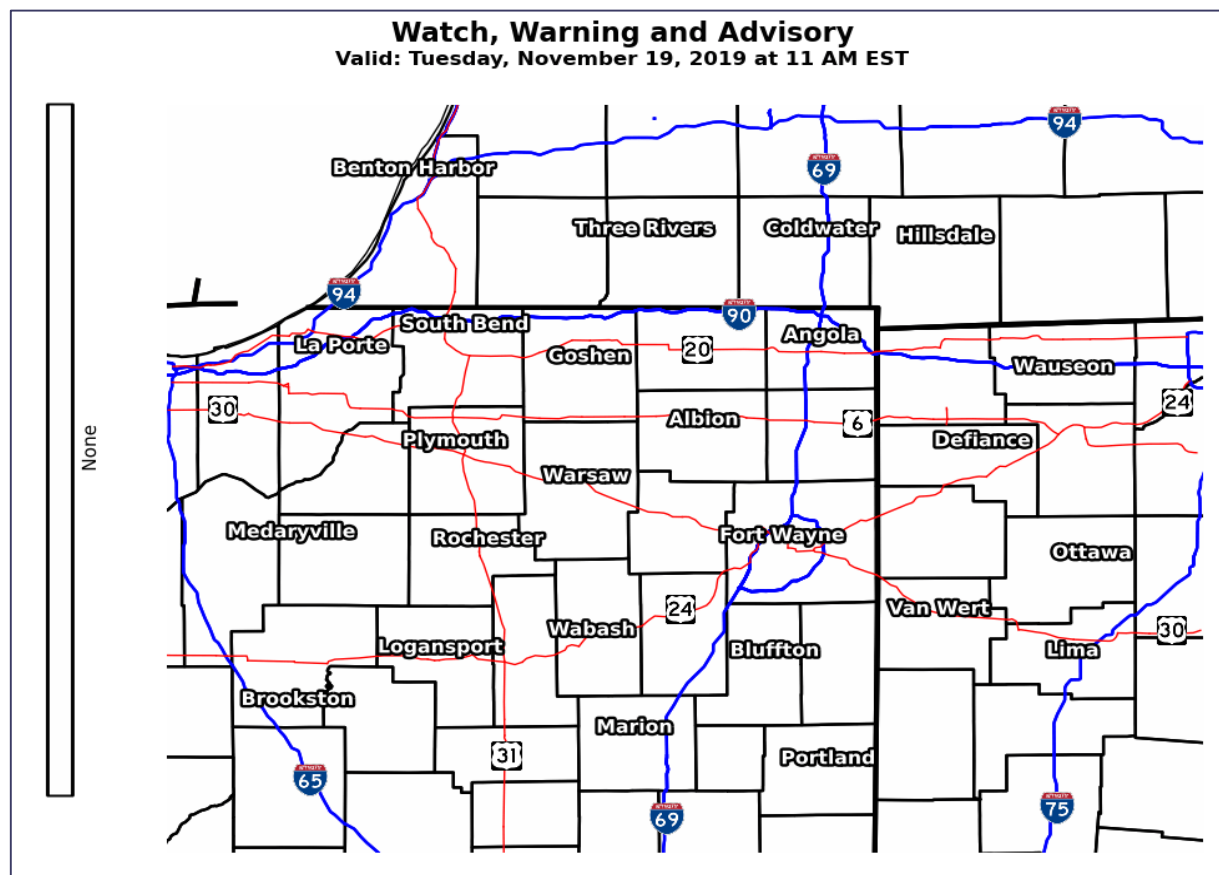 Watch, Warning and Advisory
Valid: Tuesday, November 19, 2019 at 11 AM EST
94
Benton Harbor
69
Three Rivers
Coldwater
Hillsdale
94
90
South Bend
Angola
La Porte
Goshen
20
Wauseon
24
30
Albion
6
Plymouth
Defiance
None
Warsaw
Medaryville
Rochester
Fort Wayne
Ottawa
24
Van Wert
Wabash
30
Logansport
Bluffton
Lima
Brookston
Marion
31
Portland
65
75
69